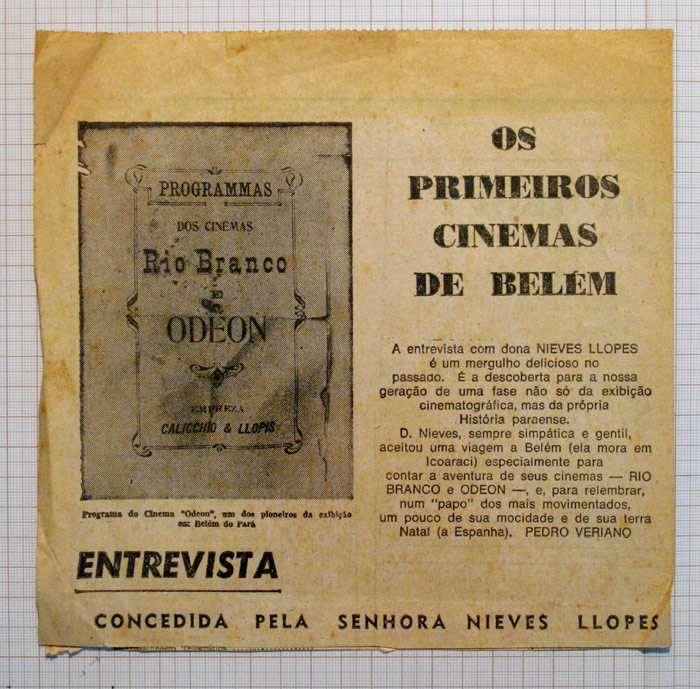 PROGRAMMAS
DOS CINEMAS
Rio Branco
E
ODEON
EMPREZA
CALICCHIO & LLOPIS
Programa do Cinema "Odeon", um dos pioneiros da exibição
em Belém do Pará
OS
PRIMEIROS
CINEMAS
DE BELÉM
A entrevista com dona NIEVES LLOPES
é um mergulho delicioso no
passado. É a descoberta para a nossa
geração de uma fase não só da exibição
cinematográfica, mas da própria
História paraense.
D. Nieves, sempre simpática e gentil,
aceitou uma viagem a Belém (ela mora em
Icoaraci) especialmente para
contar a aventura de seus cinemas — RIO
BRANCO e ODEON —, e, para relembrar,
num "papo" dos mais movimentados,
um pouco de sua mocidade e de sua terra
Natal (a Espanha). PEDRO VERIANO
ENTREVISTA
CONCEDIDA PELA SENHORA NIEVES LLOPES